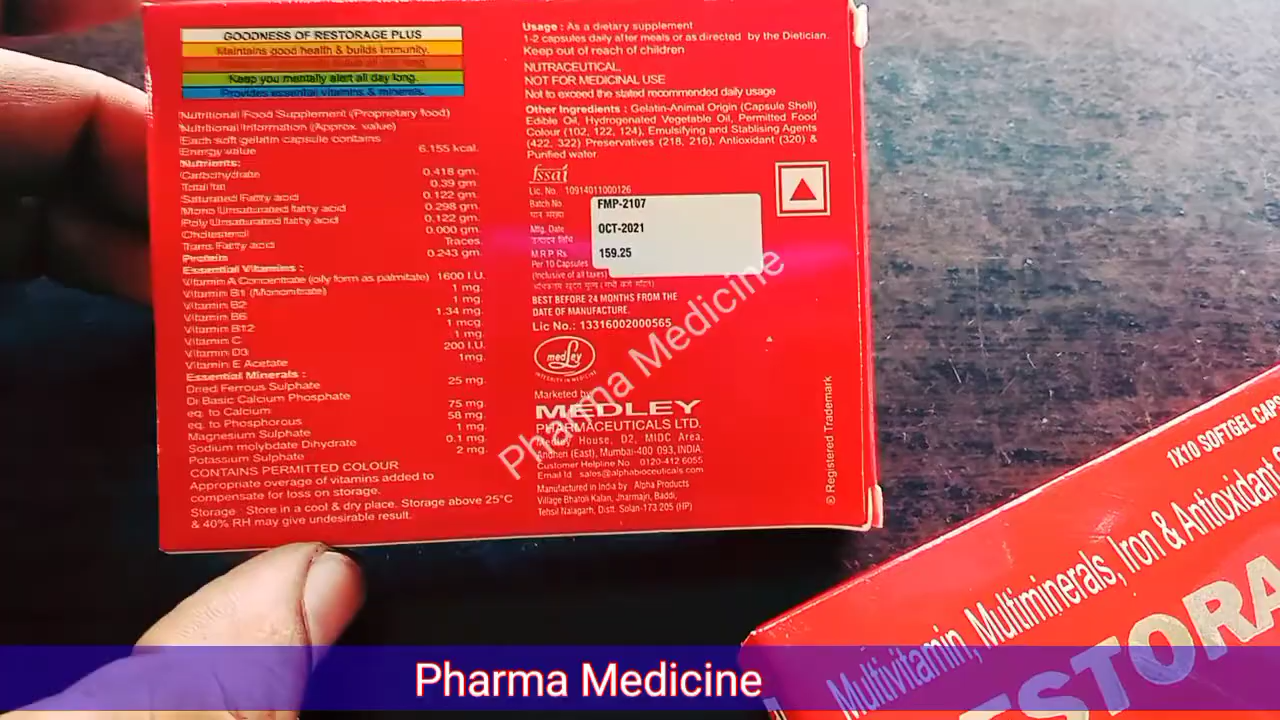 GOODNESS OF RESTORAGE PLUS
Maintains good health & builds immunity.
all day long.
Keep you mentally alert all day long.
Provides essential vitamins & minerals.
Nutritional Food Supplement (Proprietary food)
Nutritional Information (Approx. value)
Each soft gelatin capsule contains
Energy value 6.155 kcal.
Nutrients:
Carbohydrate 0.418 gm.
Total fat 0.39 gm.
Saturated Fatty acid 0.122 gm.
Mono Unsaturated fatty acid 0.298 gm.
Poly Unsaturated fatty acid 0.122 gm.
Cholesterol 0.000 gm.
Trans Fatty acid Traces.
Protein 0.243 gm.
Essential Vitamins :
Vitamin A Concentrate (oily form as palmitate) 1600 I.U.
Vitamin B1 (Mononitrate) 1 mg.
Vitamin B2 1 mg.
Vitamin B6 1.34 mg.
Vitamin B12 1 mcg.
Vitamin C 1 mg.
Vitamin D3 200 I.U.
Vitamin E Acetate 1mg.
Essential Minerals :
Dried Ferrous Sulphate 25 mg.
Di Basic Calcium Phosphate
eq. to Calcium 75 mg.
eq. to Phosphorous 58 mg.
Magnesium Sulphate 1 mg.
Sodium molybdate Dihydrate 0.1 mg.
Potassium Sulphate 2 mg.
CONTAINS PERMITTED COLOUR
Appropriate overage of vitamins added to
compensate for loss on storage.
Storage : Store in a cool & dry place. Storage above 25°C
& 40% RH may give undesirable result.
Usage : As a dietary supplement
1-2 capsules daily after meals or as directed by the Dietician.
Keep out of reach of children
NUTRACEUTICAL,
NOT FOR MEDICINAL USE
Not to exceed the stated recommended daily usage
Other Ingredients : Gelatin-Animal Origin (Capsule Shell)
Edible Oil, Hydrogenated Vegetable Oil, Permitted Food
Colour (102, 122, 124), Emulsifying and Stablising Agents
(422, 322) Preservatives (218, 216), Antioxidant (320) &
Purified water.
fssai
Lic. No. 10914011000126
Batch No. FMP-2107
Mfg. Date OCT-2021
M.R.P. Rs. 159.25
Per 10 Capsules
(Inclusive of all taxes)
BEST BEFORE 24 MONTHS FROM THE
DATE OF MANUFACTURE.
Lic No.: 13316002000565
medley
INTEGRITY IN MEDICINE
Marketed by
MEDLEY
PHARMACEUTICALS LTD.
Medley House, D2, MIDC Area,
Andheri (East), Mumbai-400 093, INDIA.
Customer Helpline No. 0120-412 6055
Email Id sales@alphabioceuticals.com
Manufactured in India by : Alpha Products
Village Bhatoli Kalan, Jharmajri, Baddi,
Tehsil Nalagarh, Distt. Solan-173 205 (HP)
® Registered Trademark
Pharma Medicine
1X10 SOFTGEL CAPS
Multivitamin, Multiminerals, Iron & Antioxidant
ESTORA
Pharma Medicine